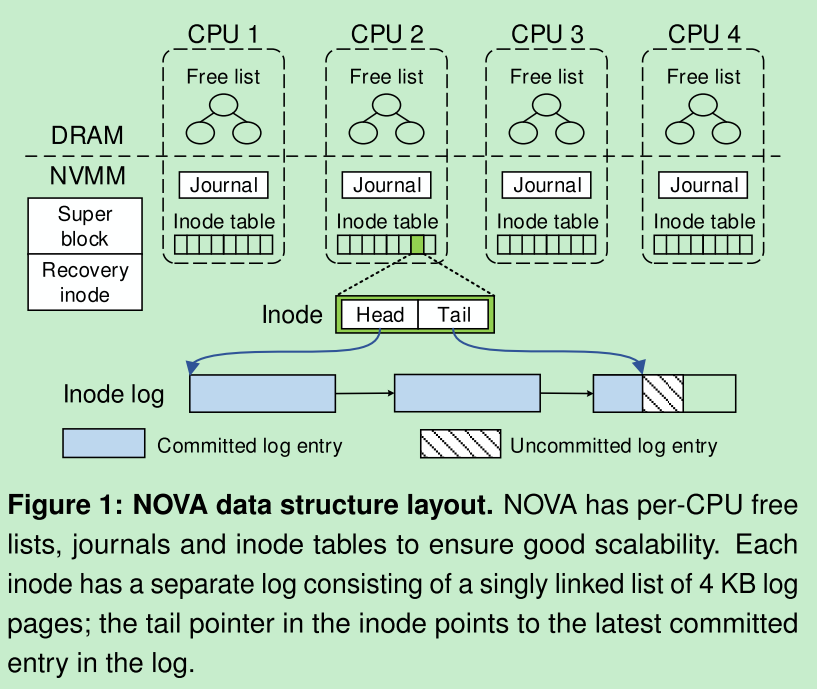 CPU 1 CPU 2 CPU 3 CPU 4
Free list Free list Free list Free list
DRAM
NVMM
Journal Journal Journal Journal
Super
block
Inode table Inode table Inode table Inode table
Recovery
inode
Inode Head Tail
Inode log
Committed log entry Uncommitted log entry
Figure 1: NOVA data structure layout. NOVA has per-CPU free
lists, journals and inode tables to ensure good scalability. Each
inode has a separate log consisting of a singly linked list of 4 KB log
pages; the tail pointer in the inode points to the latest committed
entry in the log.